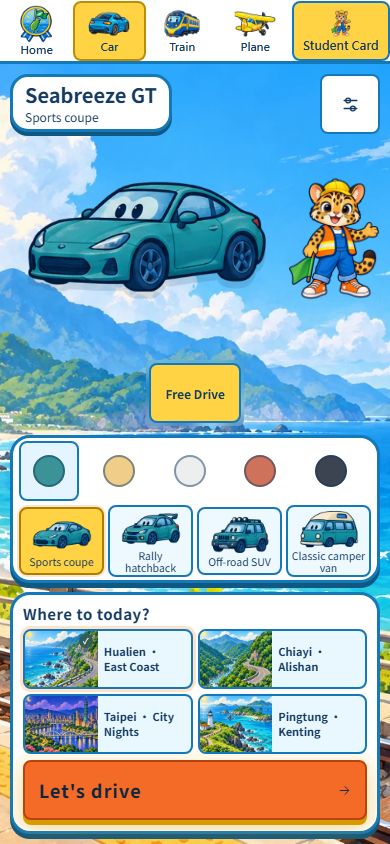 Home
Car
Train
Plane
Student Card
Seabreeze GT
Sports coupe
Free Drive
Sports coupe
Rally
hatchback
Off-road SUV
Classic camper
van
Where to today?
Hualien・
East Coast
Chiayi・
Alishan
Taipei・City
Nights
Pingtung・
Kenting
Let's drive →